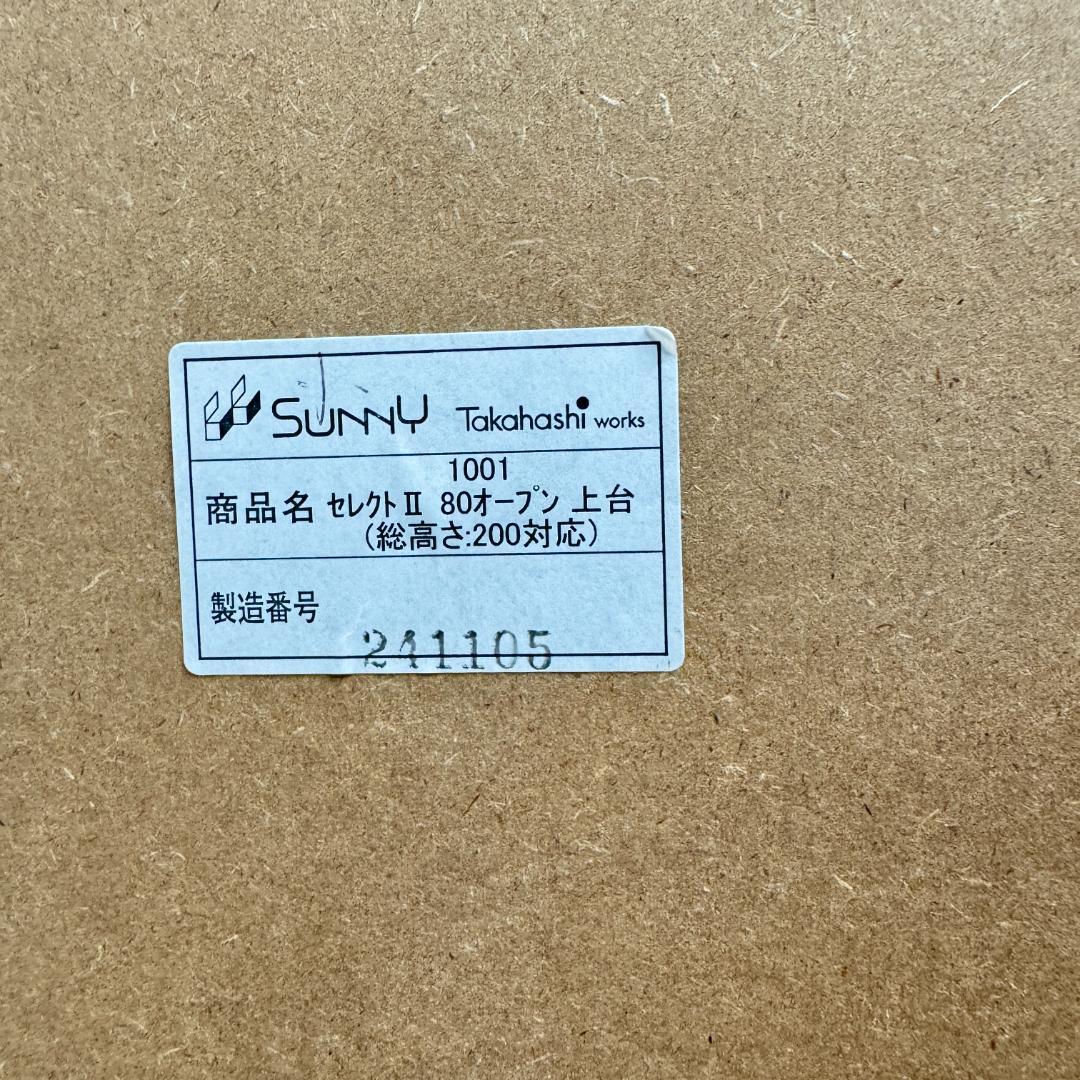 SUNNY Takahashi works
1001
商品名 セレクトⅡ 80オープン 上台
(総高さ:200対応)
製造番号
241105